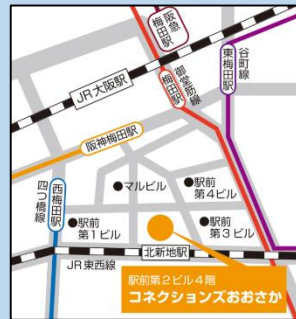 阪急
梅田駅
JR大阪駅
梅田駅
御堂筋線
東梅田駅
谷町線
阪神梅田駅
西梅田駅
四つ橋線
●マルビル
●駅前
第4ビル
●駅前
第1ビル
●駅前
第3ビル
北新地駅
JR東西線
駅前第2ビル4階
コネクションズおおさか